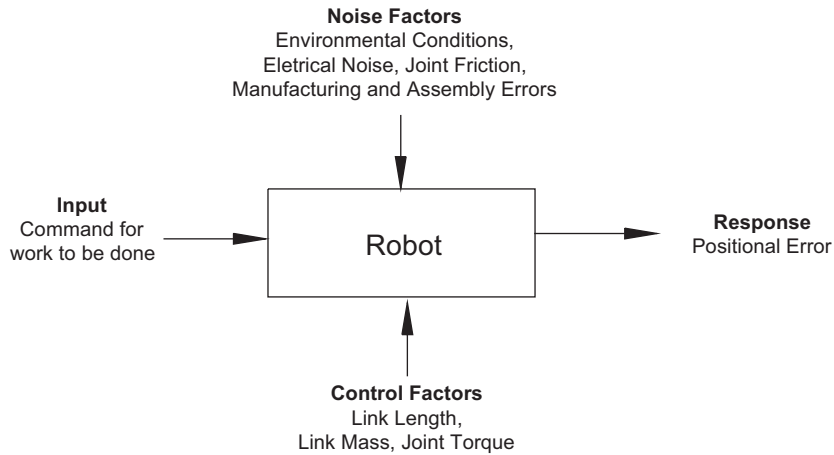 Noise Factors
Environmental Conditions,
Eletrical Noise, Joint Friction,
Manufacturing and Assembly Errors
Input
Command for
work to be done
Robot
Response
Positional Error
Control Factors
Link Length,
Link Mass, Joint Torque